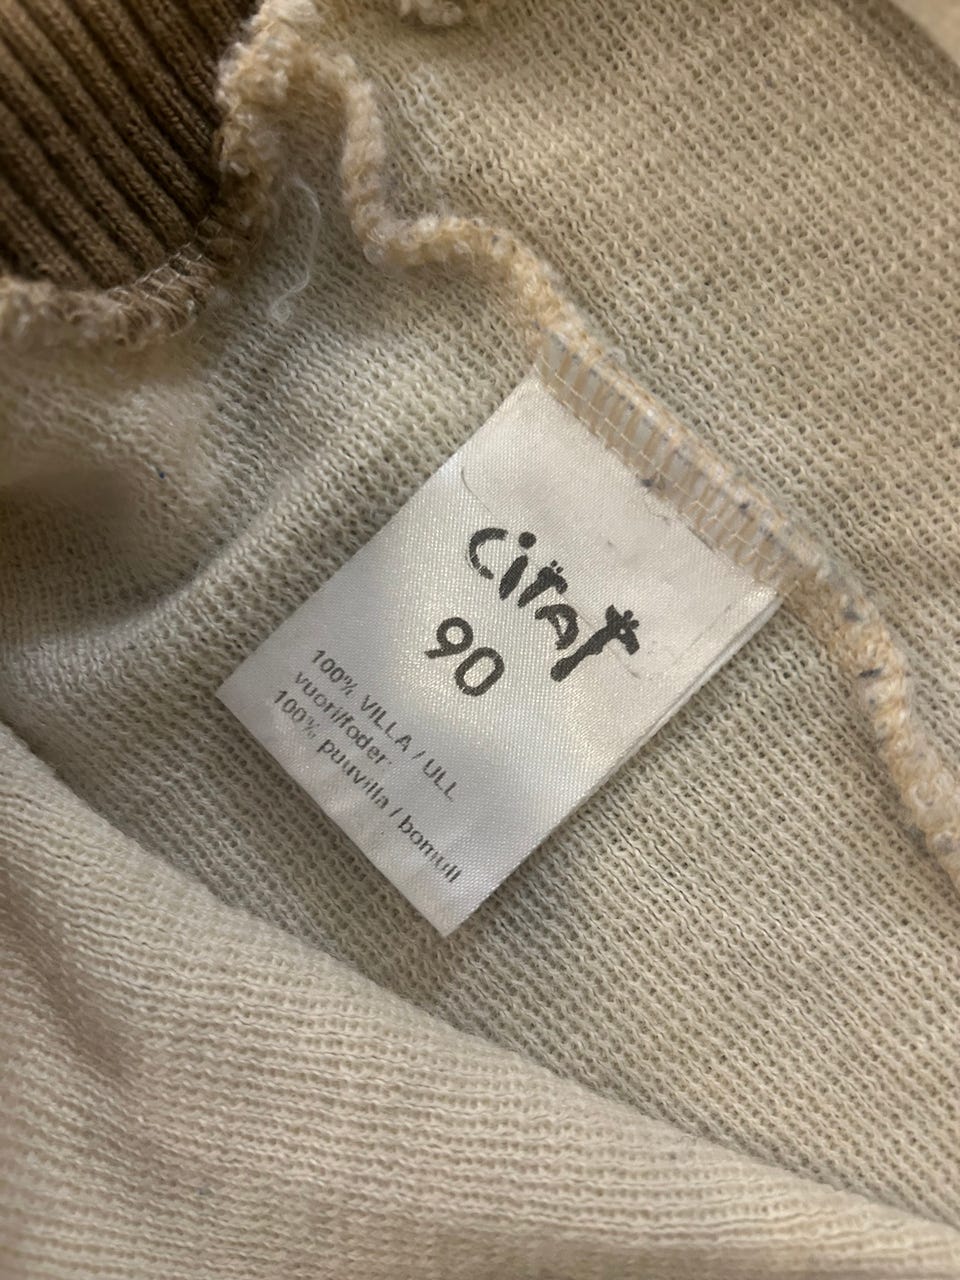 CiTAT
90
100% VILLA / ULL
vuori/foder:
100% puuvilla / bomull